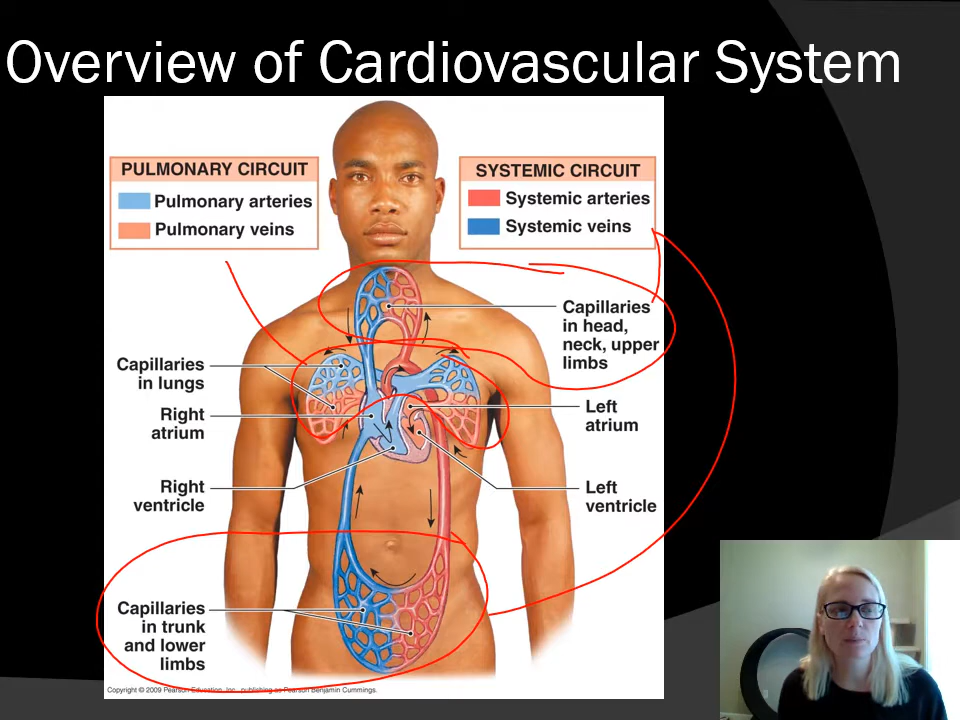 Overview of Cardiovascular System
PULMONARY CIRCUIT
Pulmonary arteries
Pulmonary veins
SYSTEMIC CIRCUIT
Systemic arteries
Systemic veins
Capillaries
in head,
neck, upper
limbs
Capillaries
in lungs
Right
atrium
Left
atrium
Right
ventricle
Left
ventricle
Capillaries
in trunk
and lower
limbs
Copyright © 2009 Pearson Education, Inc., publishing as Pearson Benjamin Cummings.